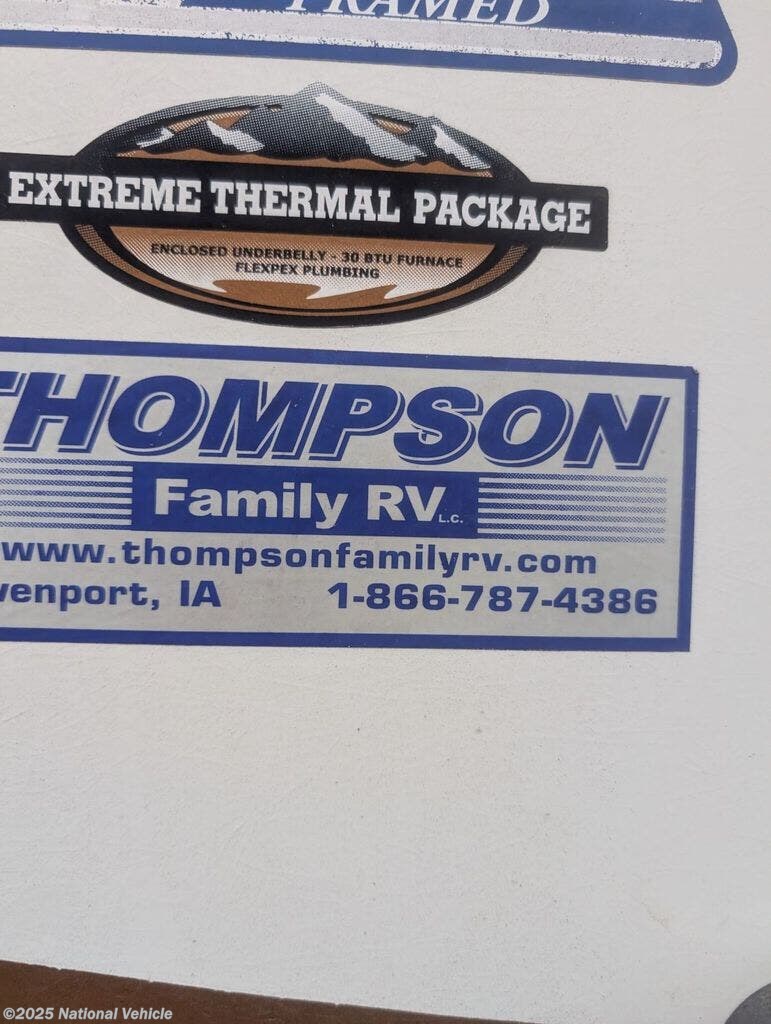 FRAMED
EXTREME THERMAL PACKAGE
ENCLOSED UNDERBELLY - 30 BTU FURNACE
FLEXPEX PLUMBING
THOMPSON
Family RV L.C.
www.thompsonfamilyrv.com
venport, IA 1-866-787-4386
©2025 National Vehicle